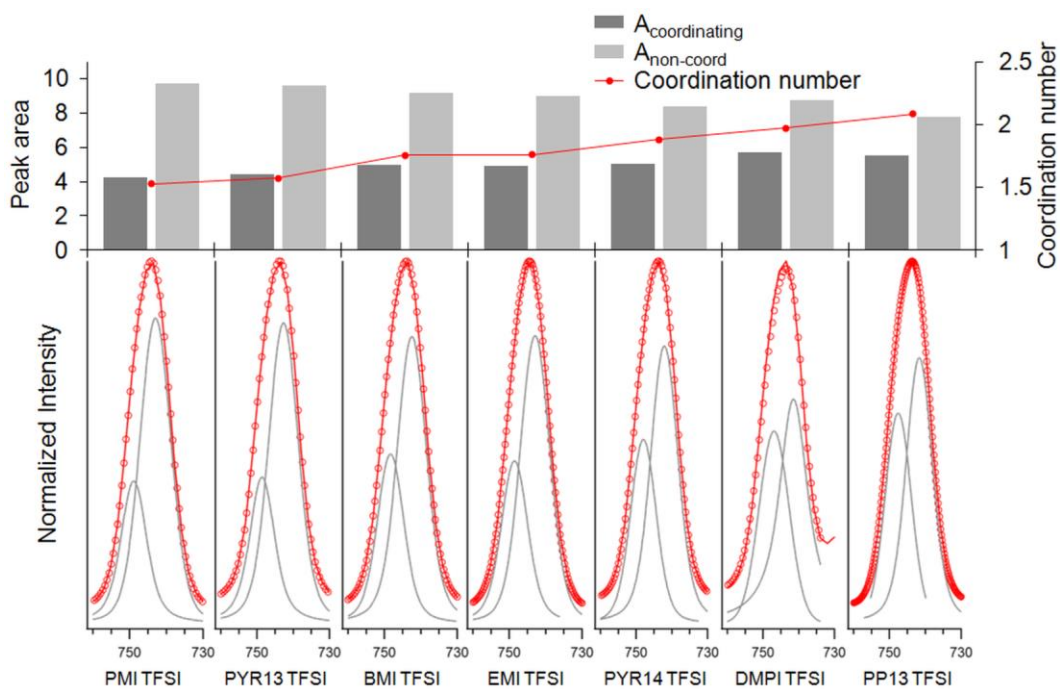 A coordinating
A non-coord
Coordination number
10
8
6
4
2
0
Peak area
2.5
2
1.5
1
Coordination number
Normalized Intensity
750 730 750 730 750 730 750 730 750 730 750 730 750 730
PMI TFSI PYR13 TFSI BMI TFSI EMI TFSI PYR14 TFSI DMPI TFSI PP13 TFSI